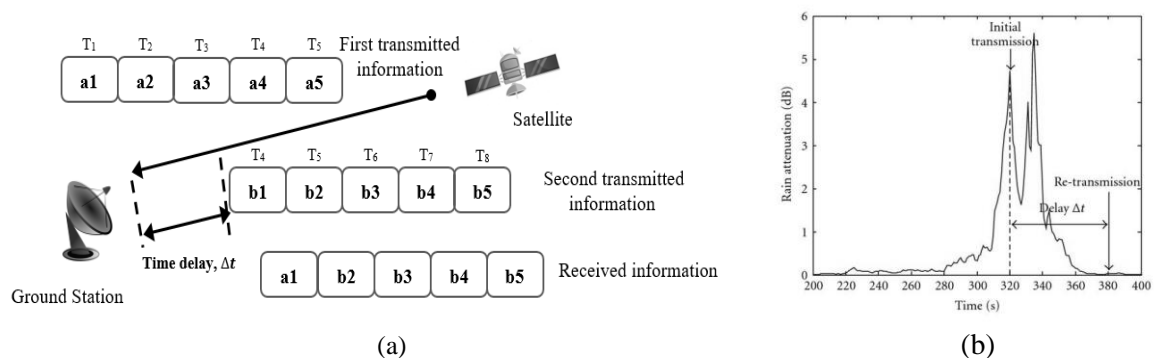 T1 T2 T3 T4 T5
First transmitted
information
a1 a2 a3 a4 a5
Satellite
T4 T5 T6 T7 T8
b1 b2 b3 b4 b5
Second transmitted
information
Time delay, Δt
a1 b2 b3 b4 b5
Received information
Ground Station
(a)
Initial
transmission
Re-transmission
Delay Δt
Rain attenuation (dB)
6
5
4
3
2
1
0
200 220 240 260 280 300 320 340 360 380 400
Time (s)
(b)